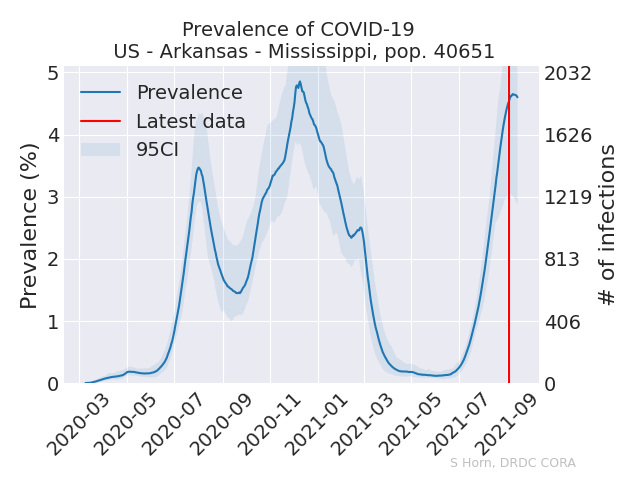 Prevalence of COVID-19
US - Arkansas - Mississippi, pop. 40651
Prevalence
Latest data
95CI
Prevalence (%)
5
4
3
2
1
0
2032
1626
1219
813
406
0
# of infections
2020-03
2020-05
2020-07
2020-09
2020-11
2021-01
2021-03
2021-05
2021-07
2021-09
S Horn, DRDC CORA